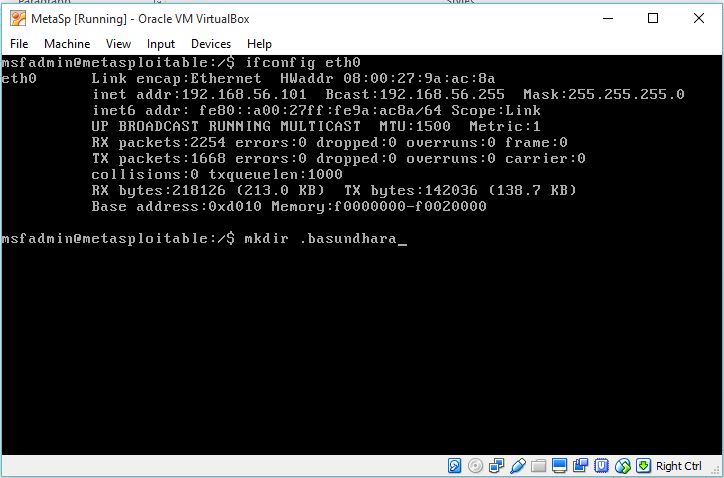 MetaSp [Running] - Oracle VM VirtualBox
File Machine View Input Devices Help
msfadmin@metasploitable:/$ ifconfig eth0
eth0 Link encap:Ethernet HWaddr 08:00:27:9a:ac:8a
inet addr:192.168.56.101 Bcast:192.168.56.255 Mask:255.255.255.0
inet6 addr: fe80::a00:27ff:fe9a:ac8a/64 Scope:Link
UP BROADCAST RUNNING MULTICAST MTU:1500 Metric:1
RX packets:2254 errors:0 dropped:0 overruns:0 frame:0
TX packets:1668 errors:0 dropped:0 overruns:0 carrier:0
collisions:0 txqueuelen:1000
RX bytes:218126 (213.0 KB) TX bytes:142036 (138.7 KB)
Base address:0xd010 Memory:f0000000-f0020000
msfadmin@metasploitable:/$ mkdir .basundhara_
Right Ctrl